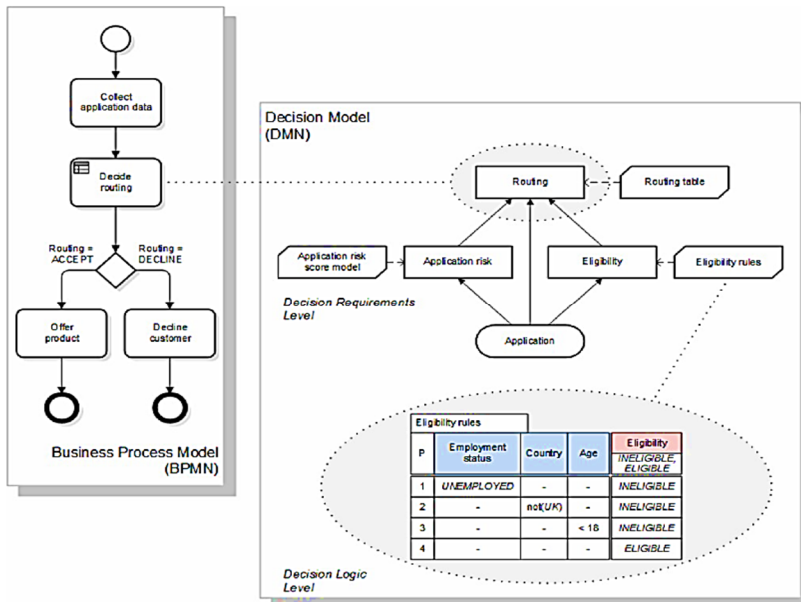 Collect
application data
Decide
routing
Routing =
ACCEPT
Routing =
DECLINE
Offer
product
Decline
customer
Business Process Model
(BPMN)
Decision Model
(DMN)
Routing
Routing table
Application risk
score model
Application risk
Eligibility
Eligibility rules
Decision Requirements
Level
Application
Eligibility rules
P
Employment
status
Country
Age
Eligibility
INELIGIBLE,
ELIGIBLE
1 UNEMPLOYED - - INELIGIBLE
2 - not(UK) - INELIGIBLE
3 - - < 18 INELIGIBLE
4 - - - ELIGIBLE
Decision Logic
Level